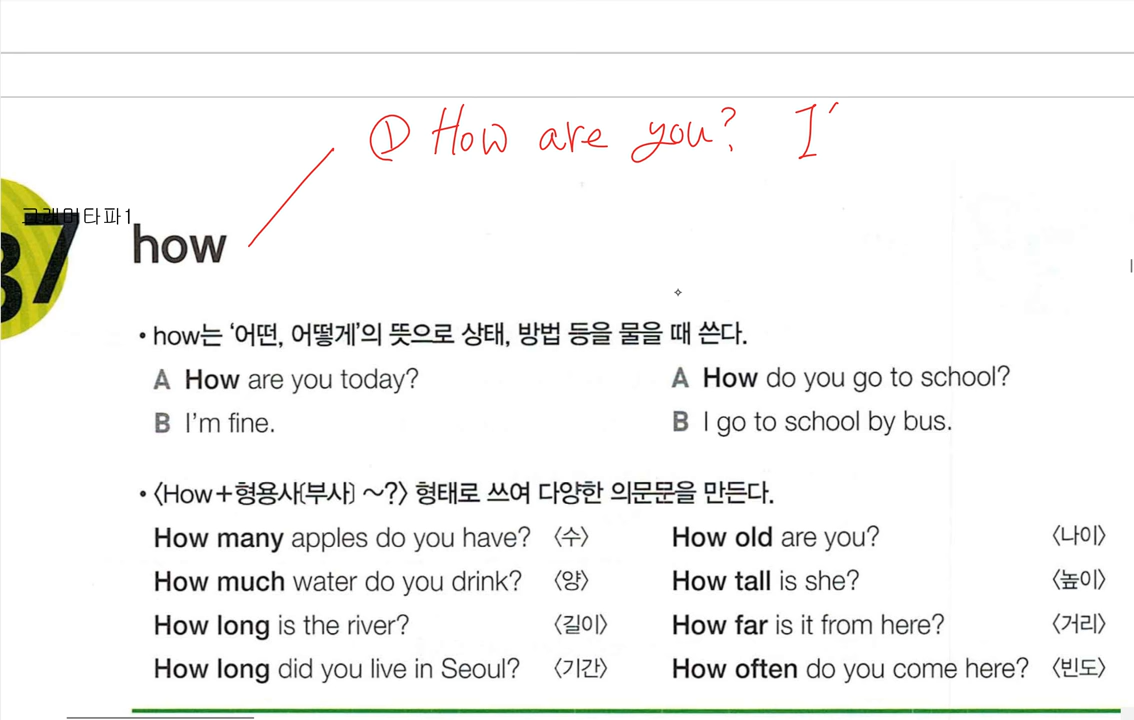 ① How are you? I'
그래머타파1
37
how
• how는 ‘어떤, 어떻게’의 뜻으로 상태, 방법 등을 물을 때 쓴다.
A How are you today?
B I’m fine.
A How do you go to school?
B I go to school by bus.
• 〈How+형용사〔부사〕 ~?〉 형태로 쓰여 다양한 의문문을 만든다.
How many apples do you have? 〈수〉
How much water do you drink? 〈양〉
How long is the river? 〈길이〉
How long did you live in Seoul? 〈기간〉
How old are you? 〈나이〉
How tall is she? 〈높이〉
How far is it from here? 〈거리〉
How often do you come here? 〈빈도〉